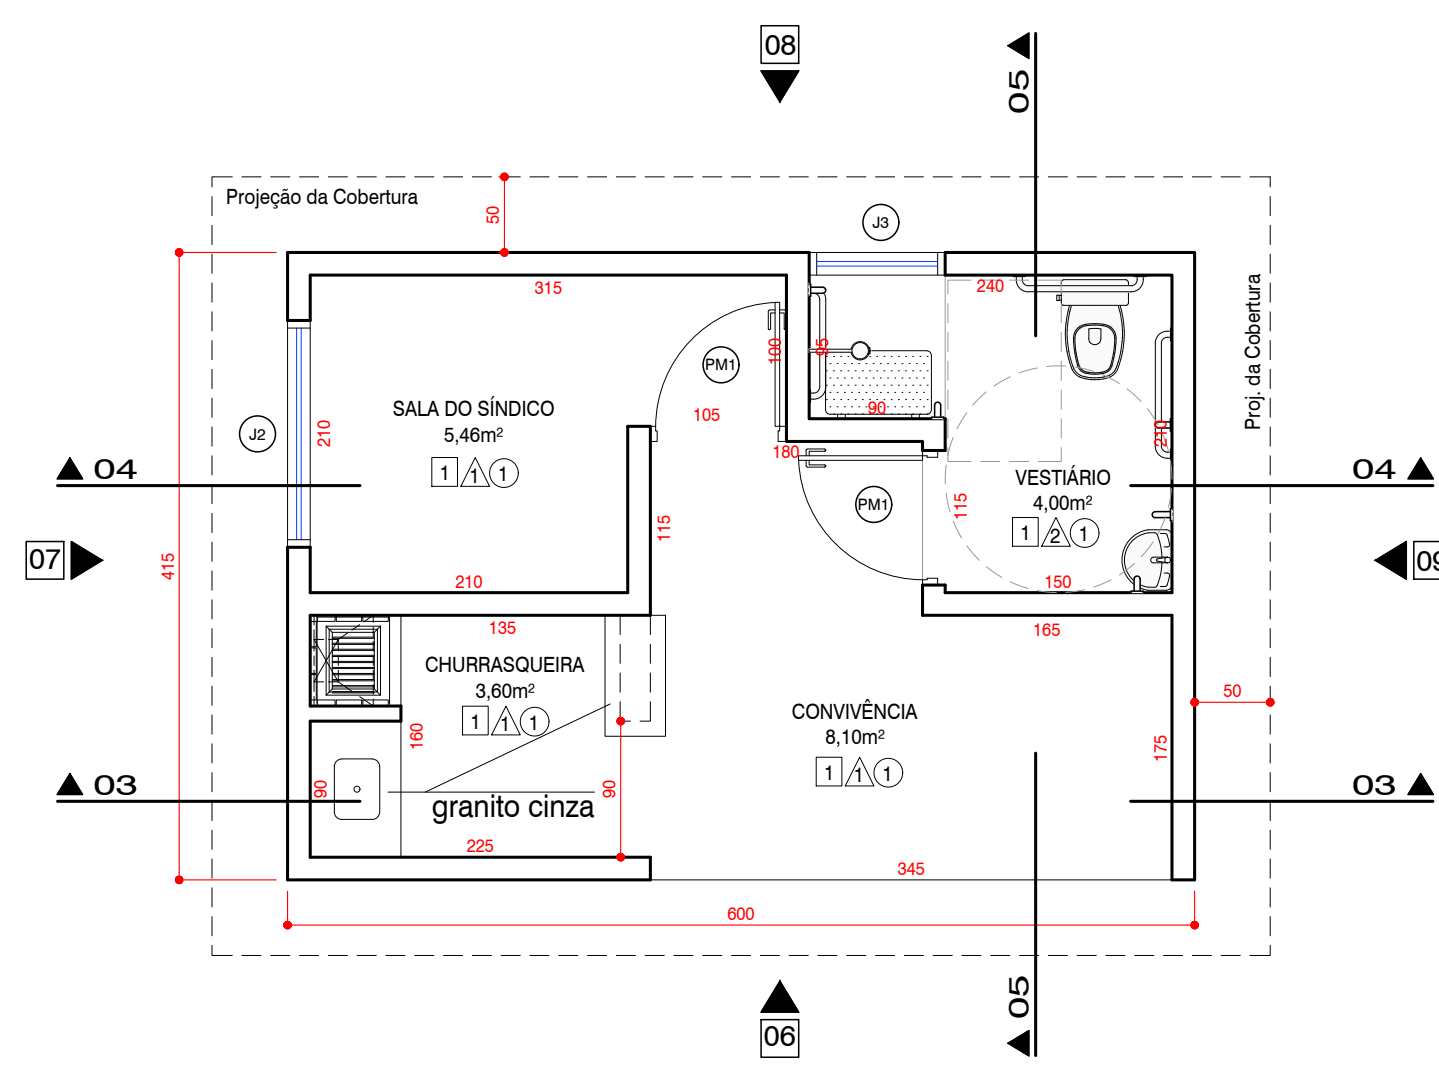 08
05
Projeção da Cobertura
50
J3
315
240
Proj. da Cobertura
100
95
PM1
SALA DO SÍNDICO
5,46m²
105
90
J2
210
210
180
1 1 1
04
04
VESTIÁRIO
4,00m²
PM1
115
115
1 2 1
07
09
415
210
150
135
165
CHURRASQUEIRA
3,60m²
50
1 1 1
CONVIVÊNCIA
8,10m²
160
175
1 1 1
03
90
90
03
granito cinza
225
345
600
05
06